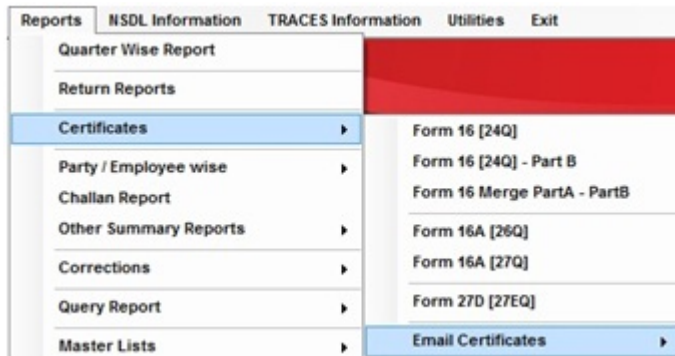 Reports NSDL Information TRACES Information Utilities Exit
Quarter Wise Report
Return Reports
Certificates
Party / Employee wise
Challan Report
Other Summary Reports
Corrections
Query Report
Master Lists
Form 16 [24Q]
Form 16 [24Q] - Part B
Form 16 Merge PartA - PartB
Form 16A [26Q]
Form 16A [27Q]
Form 27D [27EQ]
Email Certificates